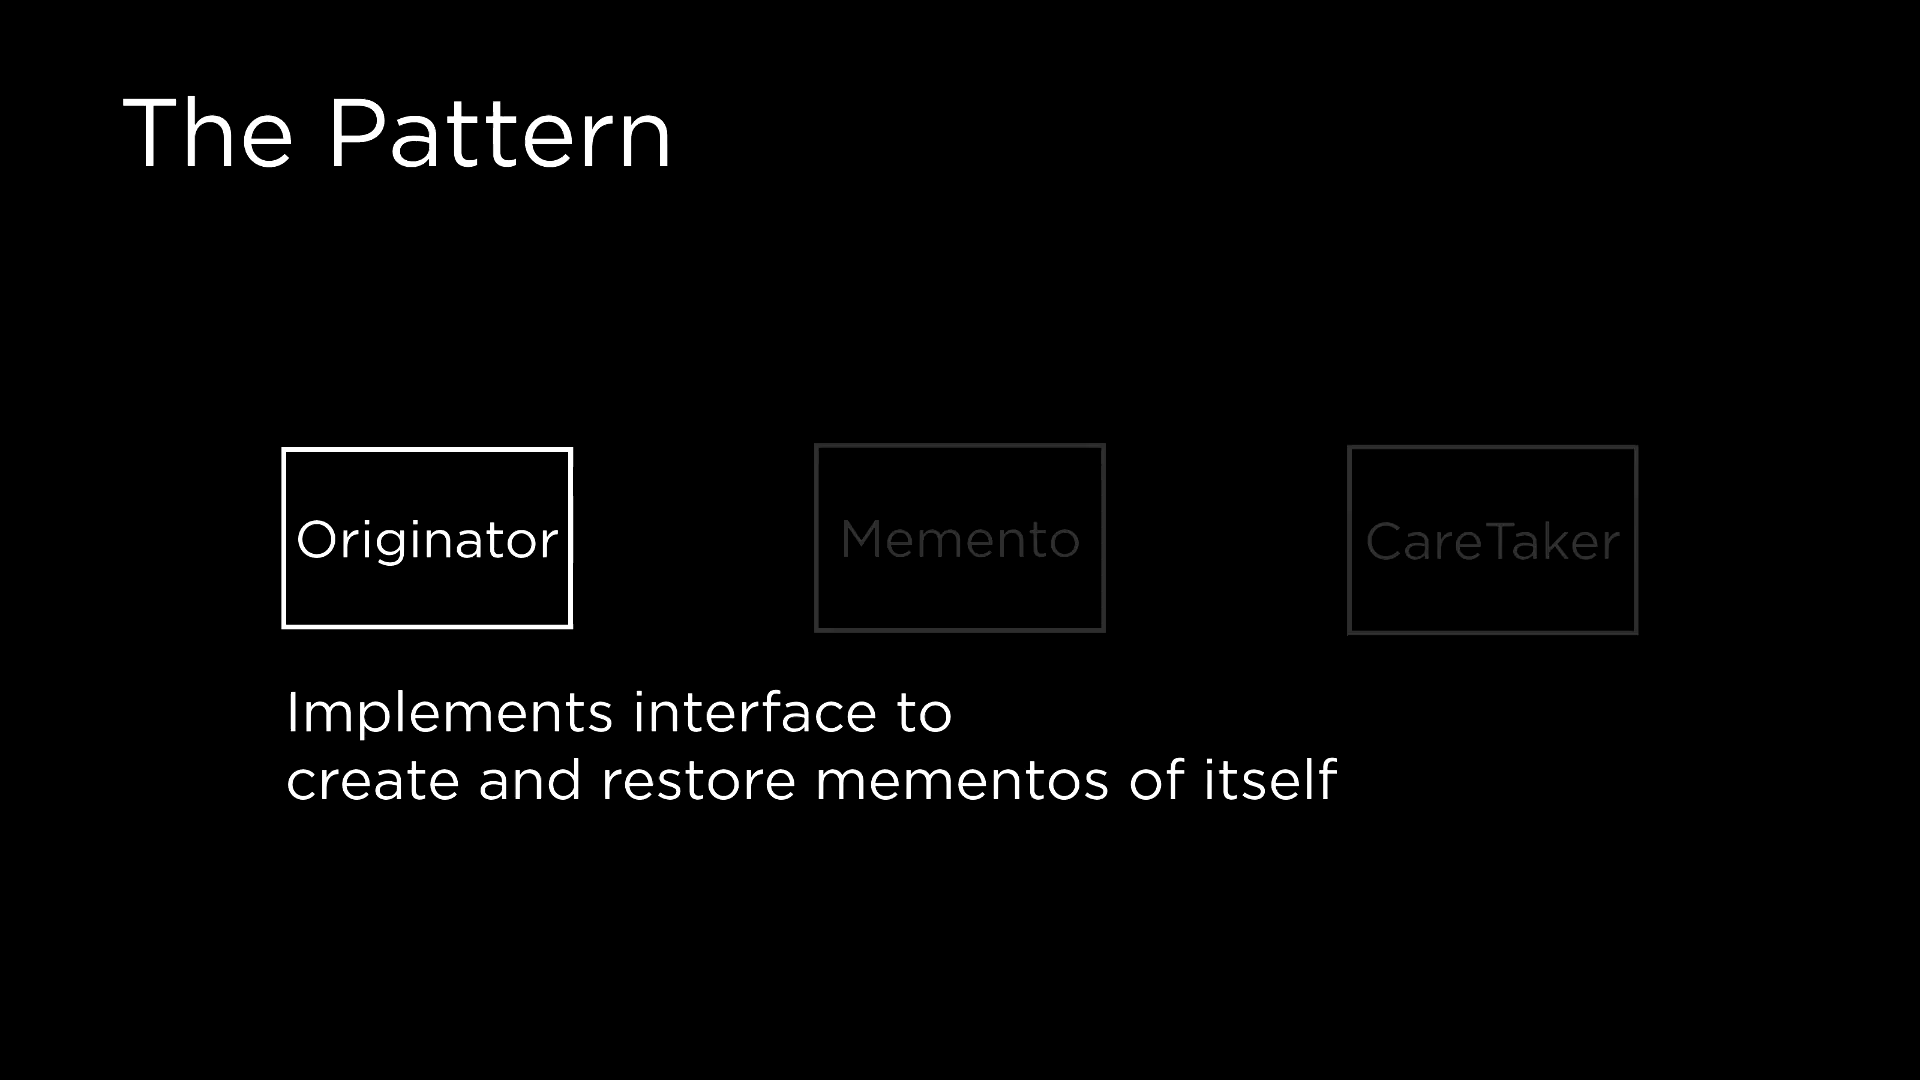 The Pattern
Originator
Memento
CareTaker
Implements interface to
create and restore mementos of itself